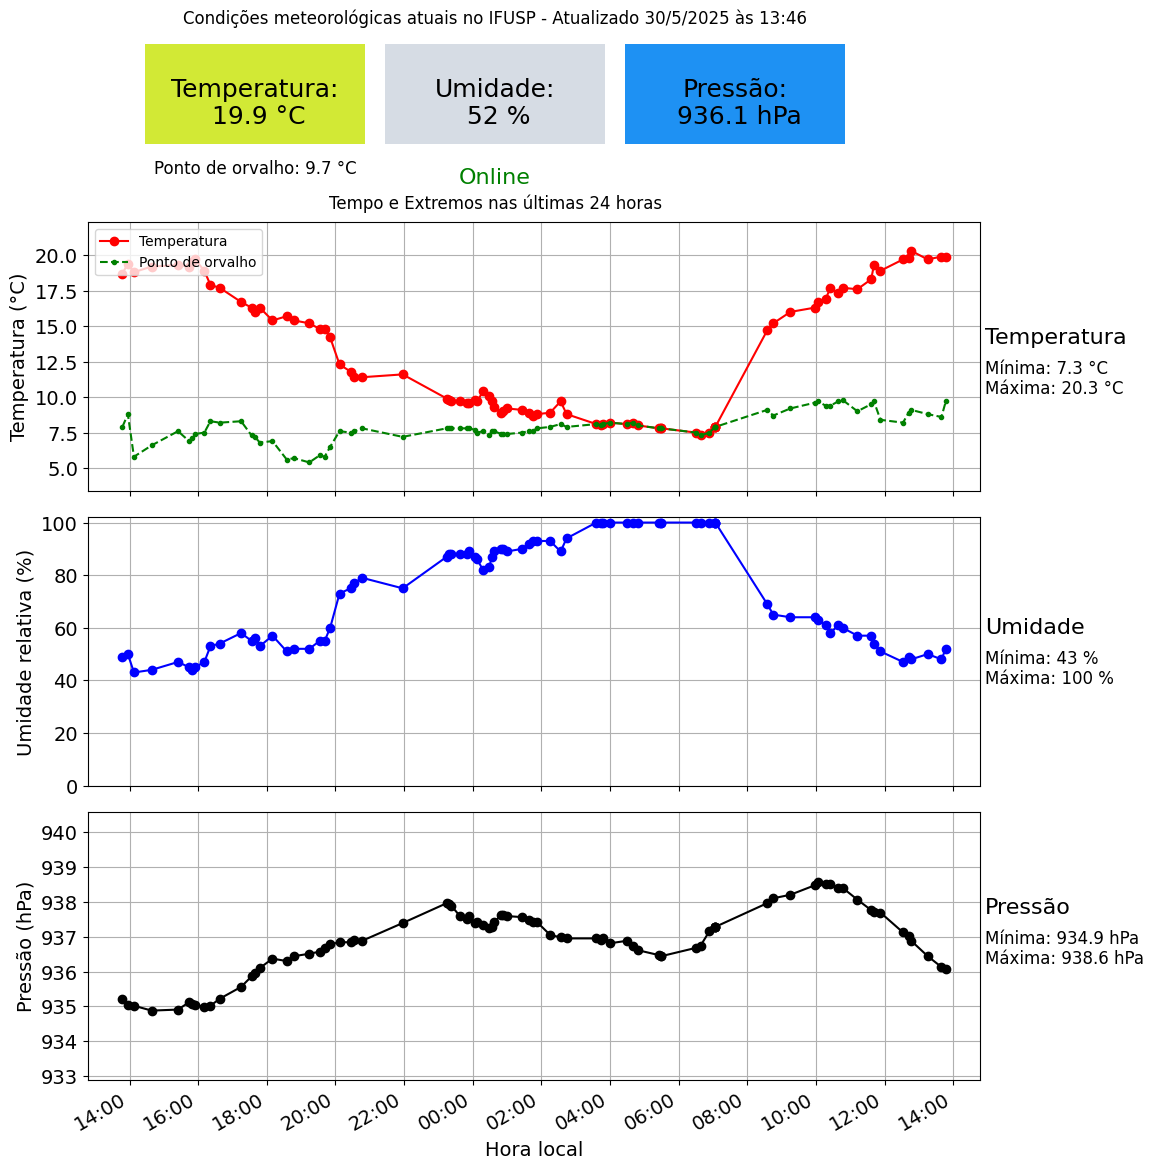 Condições meteorológicas atuais no IFUSP - Atualizado 30/5/2025 às 13:46
Temperatura:
19.9 °C
Umidade:
52 %
Pressão:
936.1 hPa
Ponto de orvalho: 9.7 °C
Online
Tempo e Extremos nas últimas 24 horas
Temperatura (°C)
20.0
17.5
15.0
12.5
10.0
7.5
5.0
Temperatura
Ponto de orvalho
Temperatura
Mínima: 7.3 °C
Máxima: 20.3 °C
Umidade relativa (%)
100
80
60
40
20
0
Umidade
Mínima: 43 %
Máxima: 100 %
Pressão (hPa)
940
939
938
937
936
935
934
933
Pressão
Mínima: 934.9 hPa
Máxima: 938.6 hPa
14:00 16:00 18:00 20:00 22:00 00:00 02:00 04:00 06:00 08:00 10:00 12:00 14:00
Hora local